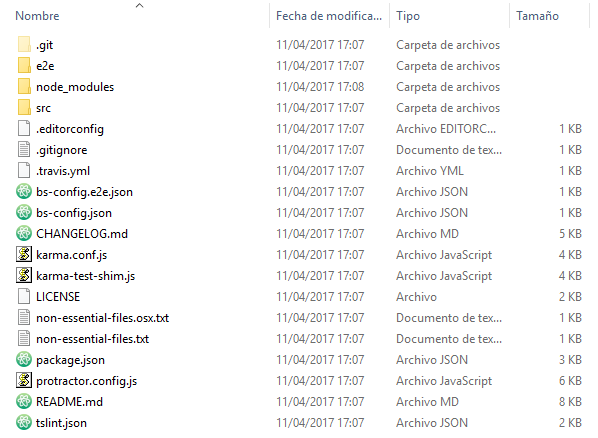 Nombre Fecha de modifica... Tipo Tamaño
.git 11/04/2017 17:07 Carpeta de archivos
e2e 11/04/2017 17:07 Carpeta de archivos
node_modules 11/04/2017 17:08 Carpeta de archivos
src 11/04/2017 17:07 Carpeta de archivos
.editorconfig 11/04/2017 17:07 Archivo EDITORC... 1 KB
.gitignore 11/04/2017 17:07 Documento de tex... 1 KB
.travis.yml 11/04/2017 17:07 Archivo YML 1 KB
bs-config.e2e.json 11/04/2017 17:07 Archivo JSON 1 KB
bs-config.json 11/04/2017 17:07 Archivo JSON 1 KB
CHANGELOG.md 11/04/2017 17:07 Archivo MD 5 KB
karma.conf.js 11/04/2017 17:07 Archivo JavaScript 4 KB
karma-test-shim.js 11/04/2017 17:07 Archivo JavaScript 4 KB
LICENSE 11/04/2017 17:07 Archivo 2 KB
non-essential-files.osx.txt 11/04/2017 17:07 Documento de tex... 1 KB
non-essential-files.txt 11/04/2017 17:07 Documento de tex... 1 KB
package.json 11/04/2017 17:07 Archivo JSON 3 KB
protractor.config.js 11/04/2017 17:07 Archivo JavaScript 6 KB
README.md 11/04/2017 17:07 Archivo MD 8 KB
tslint.json 11/04/2017 17:07 Archivo JSON 2 KB